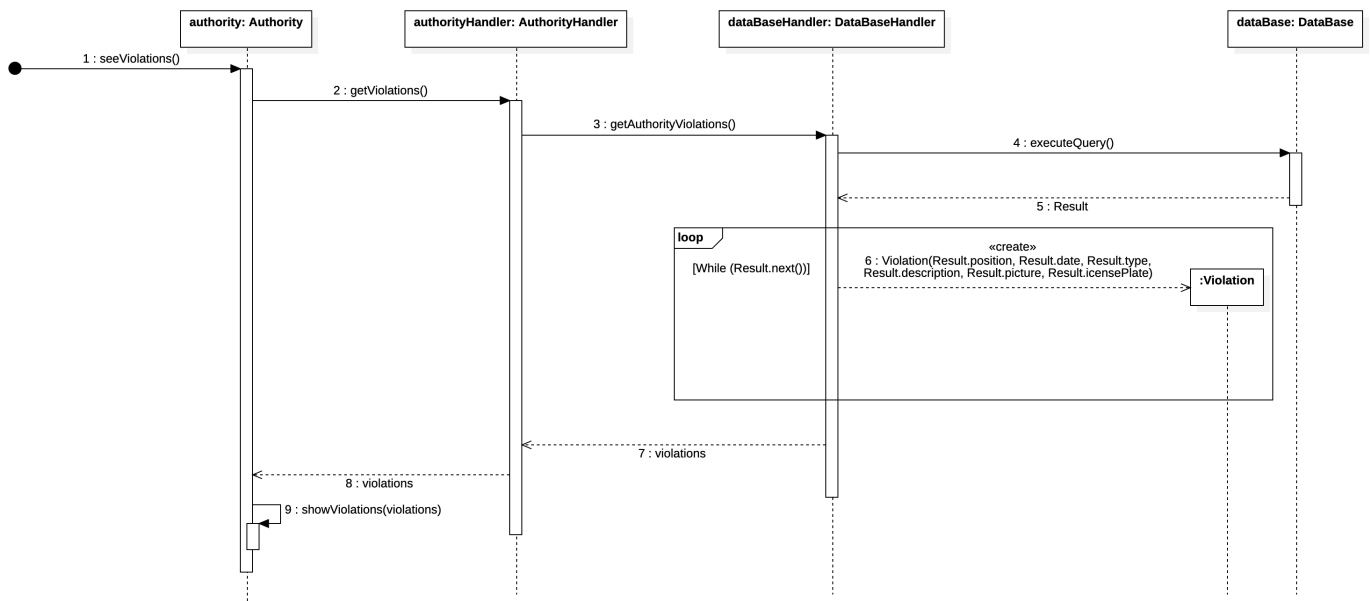 authority: Authority
authorityHandler: AuthorityHandler
dataBaseHandler: DataBaseHandler
dataBase: DataBase
1 : seeViolations()
2 : getViolations()
3 : getAuthorityViolations()
4 : executeQuery()
5 : Result
loop
[While (Result.next())]
«create»
6 : Violation(Result.position, Result.date, Result.type,
Result.description, Result.picture, Result.icensePlate)
:Violation
7 : violations
8 : violations
9 : showViolations(violations)